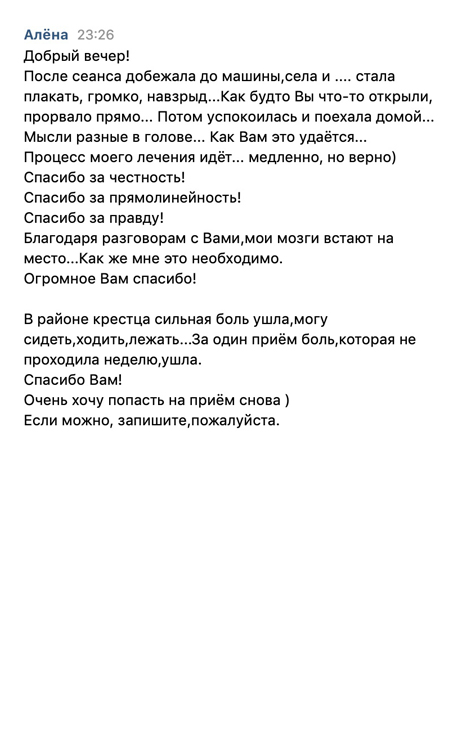 Алёна 23:26
Добрый вечер!
После сеанса добежала до машины,села и .... стала
плакать, громко, навзрыд...Как будто Вы что-то открыли,
прорвало прямо... Потом успокоилась и поехала домой...
Мысли разные в голове... Как Вам это удаётся...
Процесс моего лечения идёт... медленно, но верно)
Спасибо за честность!
Спасибо за прямолинейность!
Спасибо за правду!
Благодаря разговорам с Вами,мои мозги встают на
место...Как же мне это необходимо.
Огромное Вам спасибо!
В районе крестца сильная боль ушла,могу
сидеть,ходить,лежать...За один приём боль,которая не
проходила неделю,ушла.
Спасибо Вам!
Очень хочу попасть на приём снова )
Если можно, запишите,пожалуйста.